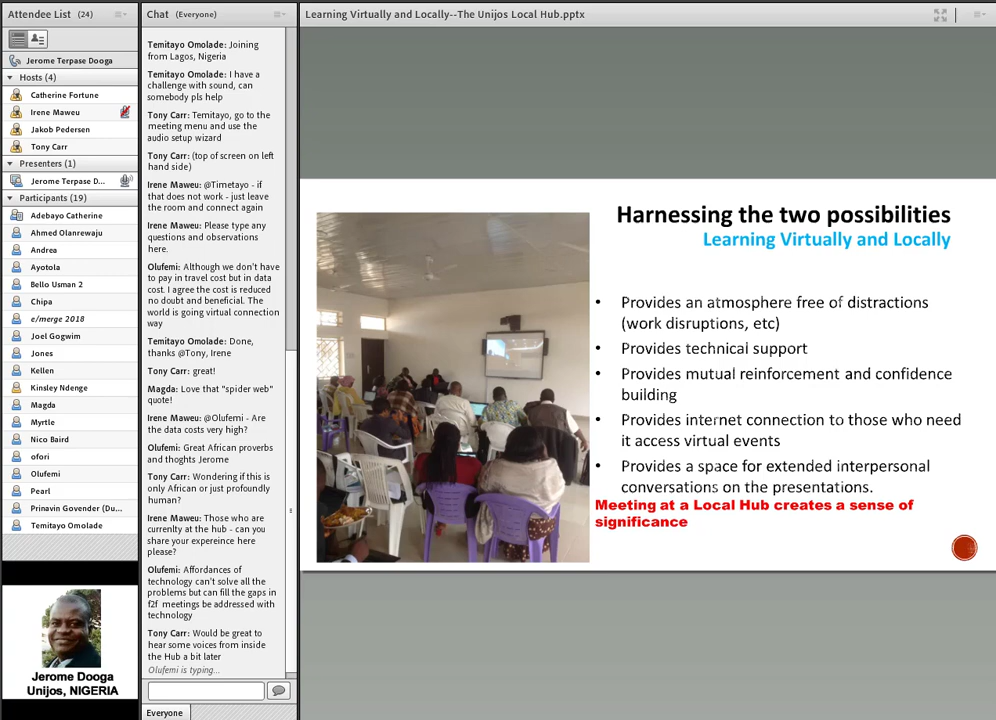 Attendee List (24)
Jerome Terpase Dooga
Hosts (4)
Catherine Fortune
Irene Maweu
Jakob Pedersen
Tony Carr
Presenters (1)
Jerome Terpase D...
Participants (19)
Adebayo Catherine
Ahmed Olanrewaju
Andrea
Ayotola
Bello Usman 2
Chipa
e/merge 2018
Joel Gogwim
Jones
Kellen
Kinsley Ndenge
Magda
Myrtle
Nico Baird
ofori
Olufemi
Pearl
Prinavin Govender (Du...
Temitayo Omolade
Jerome Dooga
Unijos, NIGERIA
Chat (Everyone)
Temitayo Omolade: Joining
from Lagos, Nigeria
Temitayo Omolade: I have a
challenge with sound, can
somebody pls help
Tony Carr: Temitayo, go to the
meeting menu and use the
audio setup wizard
Tony Carr: (top of screen on left
hand side)
Irene Maweu: @Timetayo - if
that does not work - just leave
the room and connect again
Irene Maweu: Please type any
questions and observations
here.
Olufemi: Although we don't have
to pay in travel cost but in data
cost. I agree the cost is reduced
no doubt and beneficial. The
world is going virtual connection
way
Temitayo Omolade: Done,
thanks @Tony, Irene
Tony Carr: great!
Magda: Love that "spider web"
quote!
Irene Maweu: @Olufemi - Are
the data costs very high?
Olufemi: Great African proverbs
and thoghts Jerome
Tony Carr: Wondering if this is
only African or just profoundly
human?
Irene Maweu: Those who are
currenlty at the hub - can you
share your expereince here
please?
Olufemi: Affordances of
technology can't solve all the
problems but can fill the gaps in
f2f meetings be addressed with
technology
Tony Carr: Would be great to
hear some voices from inside
the Hub a bit later
Olufemi is typing...
Everyone
Learning Virtually and Locally--The Unijos Local Hub.pptx
Harnessing the two possibilities
Learning Virtually and Locally
• Provides an atmosphere free of distractions
(work disruptions, etc)
• Provides technical support
• Provides mutual reinforcement and confidence
building
• Provides internet connection to those who need
it access virtual events
• Provides a space for extended interpersonal
conversations on the presentations.
Meeting at a Local Hub creates a sense of
significance